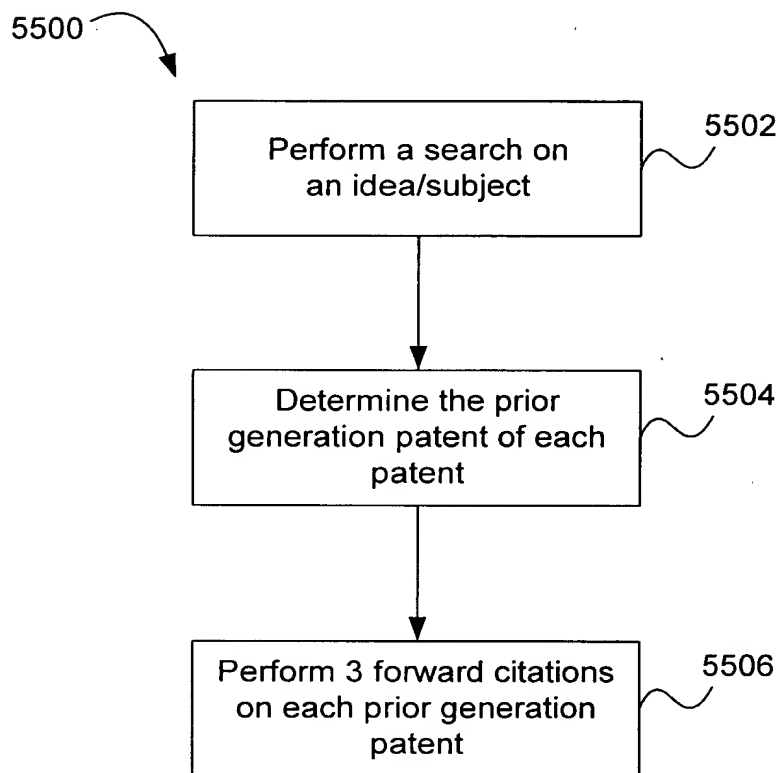 5500
5502
Perform a search on
an idea/subject
5504
Determine the prior
generation patent of each
patent
5506
Perform 3 forward citations
on each prior generation
patent